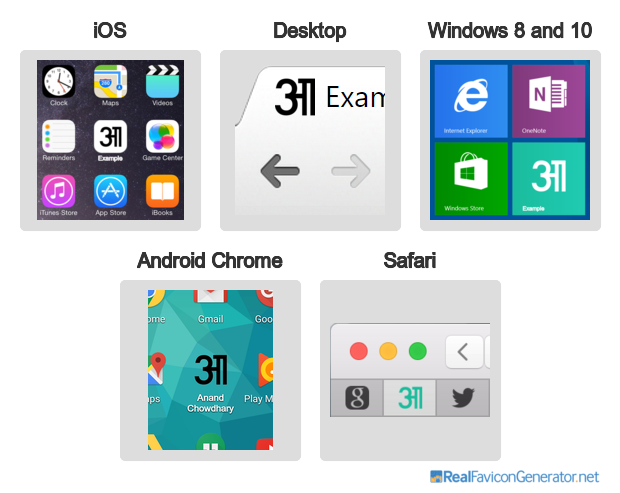 iOS
Desktop
Windows 8 and 10
Clock
Maps
Videos
280
Reminders
आ
Example
Game Center
iTunes Store
App Store
iBooks
आ Exam
Internet Explorer
N
OneNote
Windows Store
आ
Example
Android Chrome
Safari
ome
Gmail
Goo
आ
aps
Anand
Chowdhary
Play M
g
आ
RealFaviconGenerator.net